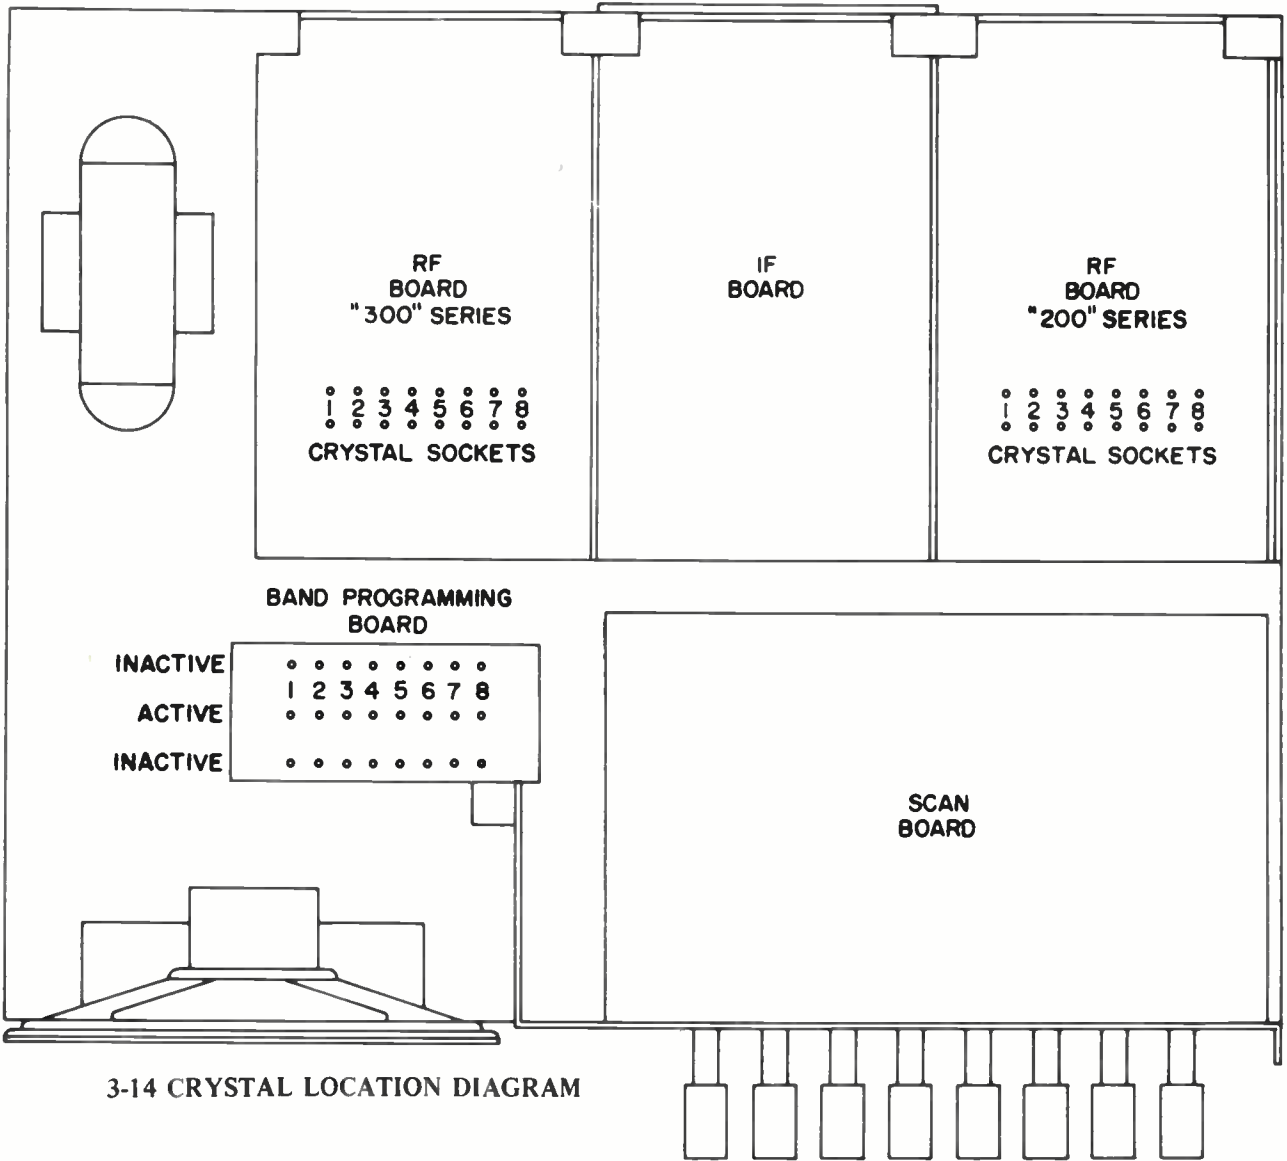 RF
BOARD
"300" SERIES
1 2 3 4 5 6 7 8
CRYSTAL SOCKETS
IF
BOARD
RF
BOARD
"200" SERIES
1 2 3 4 5 6 7 8
CRYSTAL SOCKETS
BAND PROGRAMMING
BOARD
INACTIVE
1 2 3 4 5 6 7 8
ACTIVE
INACTIVE
SCAN
BOARD
3-14 CRYSTAL LOCATION DIAGRAM